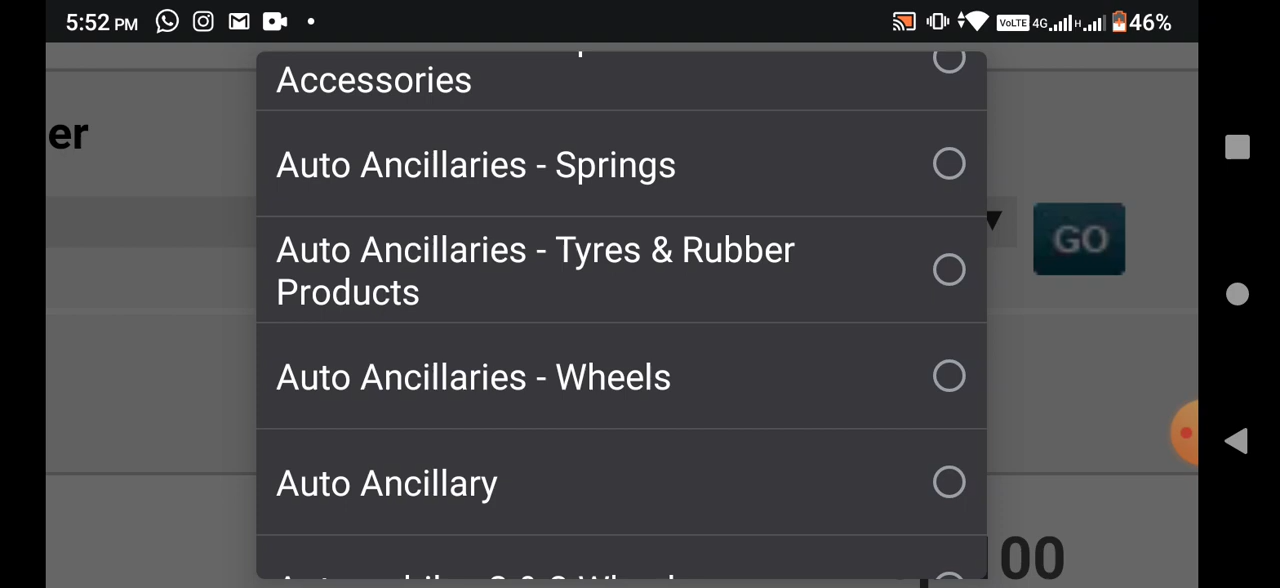 5:52 PM
VoLTE 4G H 46%
Accessories
er
Auto Ancillaries - Springs
GO
Auto Ancillaries - Tyres & Rubber
Products
Auto Ancillaries - Wheels
Auto Ancillary
00